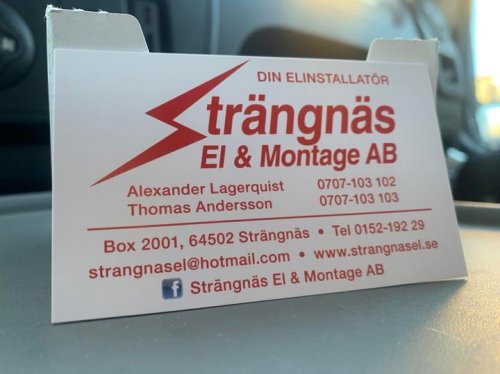 DIN ELINSTALLATÖR
Strängnäs
El & Montage AB
Alexander Lagerquist 0707-103 102
Thomas Andersson 0707-103 103
Box 2001, 64502 Strängnäs • Tel 0152-192 29
strangnasel@hotmail.com • www.strangnasel.se
f Strängnäs El & Montage AB